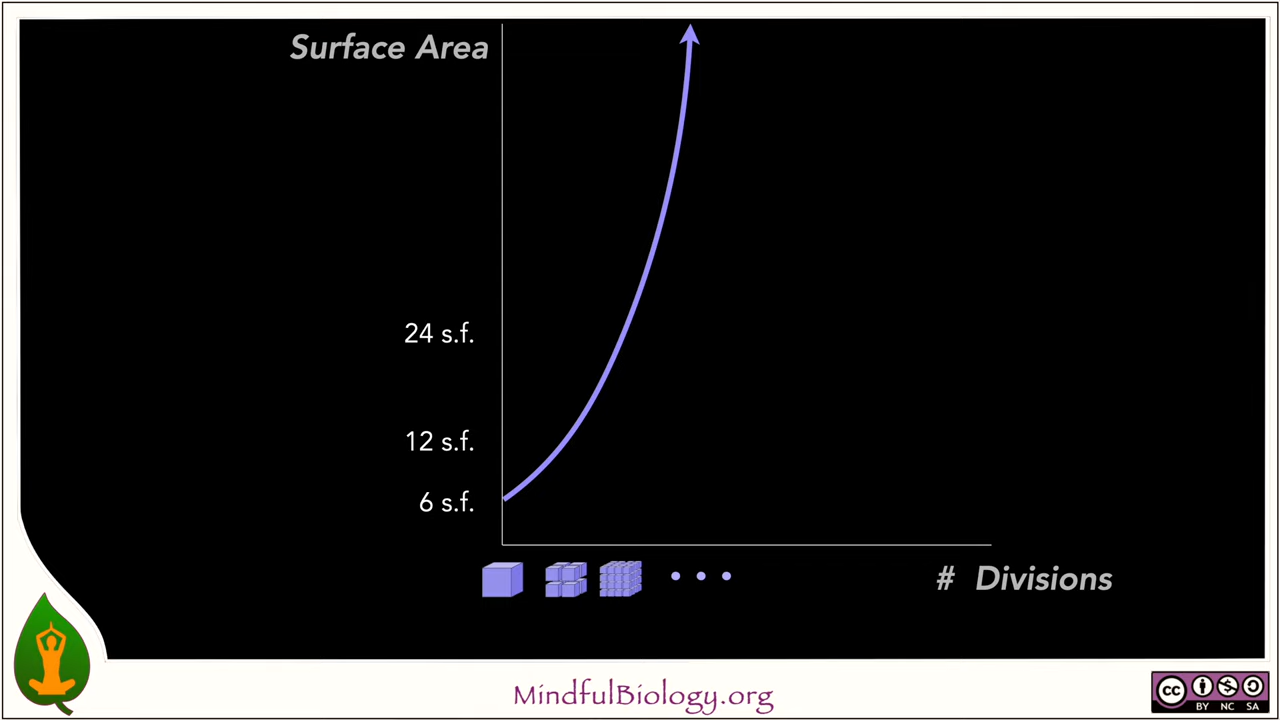 Surface Area
24 s.f.
12 s.f.
6 s.f.
# Divisions
MindfulBiology.org
cc
BY NC SA